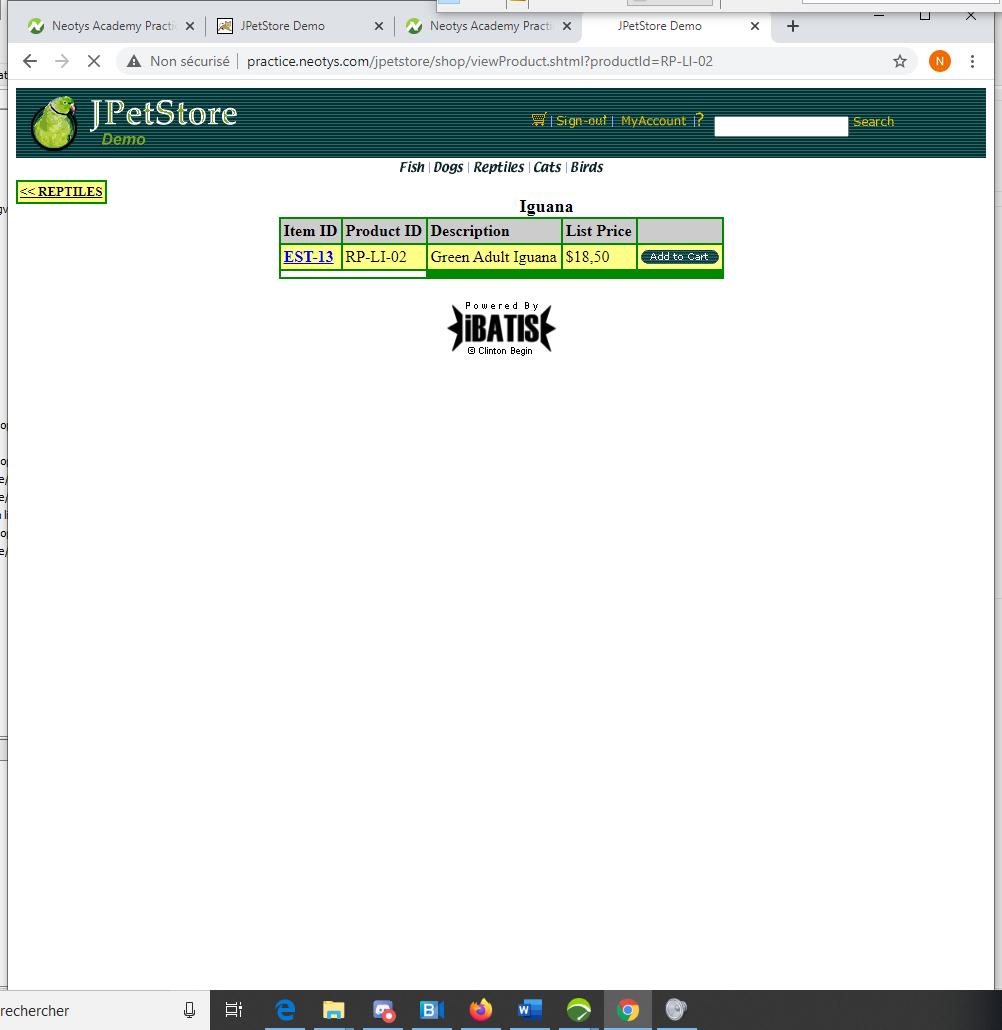 Neotys Academy Practic
JPetStore Demo
Neotys Academy Practi
JPetStore Demo
Non sécurisé | practice.neotys.com/jpetstore/shop/viewProduct.shtml?productId=RP-LI-02
N
JPetStore
Demo
| Sign-out | MyAccount | ?
Search
Fish | Dogs | Reptiles | Cats | Birds
<< REPTILES
Iguana
Item ID Product ID Description List Price
EST-13 RP-LI-02 Green Adult Iguana $18,50 Add to Cart
Powered By
iBATIS
© Clinton Begin
rechercher